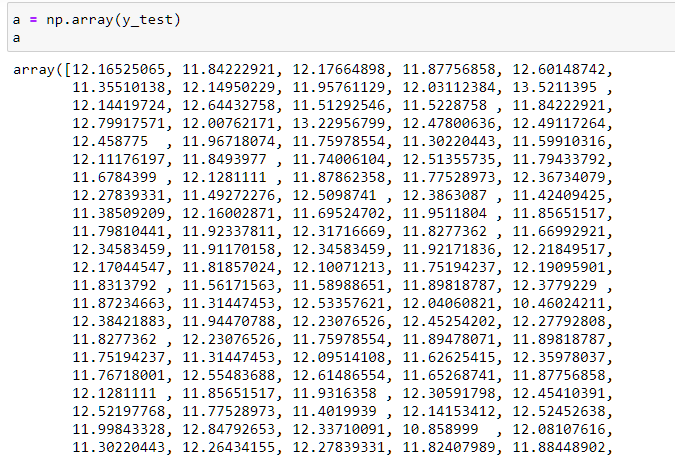 a = np.array(y_test)
a
array([12.16525065, 11.84222921, 12.17664898, 11.87756858, 12.60148742,
11.35510138, 12.14950229, 11.95761129, 12.03112384, 13.5211395 ,
12.14419724, 12.64432758, 11.51292546, 11.5228758 , 11.84222921,
12.79917571, 12.00762171, 13.22956799, 12.47800636, 12.49117264,
12.458775  , 11.96718074, 11.75978554, 11.30220443, 11.59910316,
12.11176197, 11.8493977 , 11.74006104, 12.51355735, 11.79433792,
11.6784399 , 12.1281111 , 11.87862358, 11.77528973, 12.36734079,
12.27839331, 11.49272276, 12.5098741 , 12.3863087 , 11.42409425,
11.38509209, 12.16002871, 11.69524702, 11.9511804 , 11.85651517,
11.79810441, 11.92337811, 12.31716669, 11.8277362 , 11.66992921,
12.34583459, 11.91170158, 12.34583459, 11.92171836, 12.21849517,
12.17044547, 11.81857024, 12.10071213, 11.75194237, 12.19095901,
11.8313792 , 11.56171563, 11.58988651, 11.89818787, 12.3779229 ,
11.87234663, 11.31447453, 12.53357621, 12.04060821, 10.46024211,
12.38421883, 11.94470788, 12.23076526, 12.45254202, 12.27792808,
11.8277362 , 12.23076526, 11.75978554, 11.89478071, 11.89818787,
11.75194237, 11.31447453, 12.09514108, 11.62625415, 12.35978037,
11.76718001, 12.55483688, 12.61486554, 11.65268741, 11.87756858,
12.1281111 , 11.85651517, 11.9316358 , 12.30591798, 12.45410391,
12.52197768, 11.77528973, 11.4019939 , 12.14153412, 12.52452638,
11.99843328, 12.84792653, 12.33710091, 10.858999  , 12.08107616,
11.30220443, 12.26434155, 12.27839331, 11.82407989, 11.88448902,